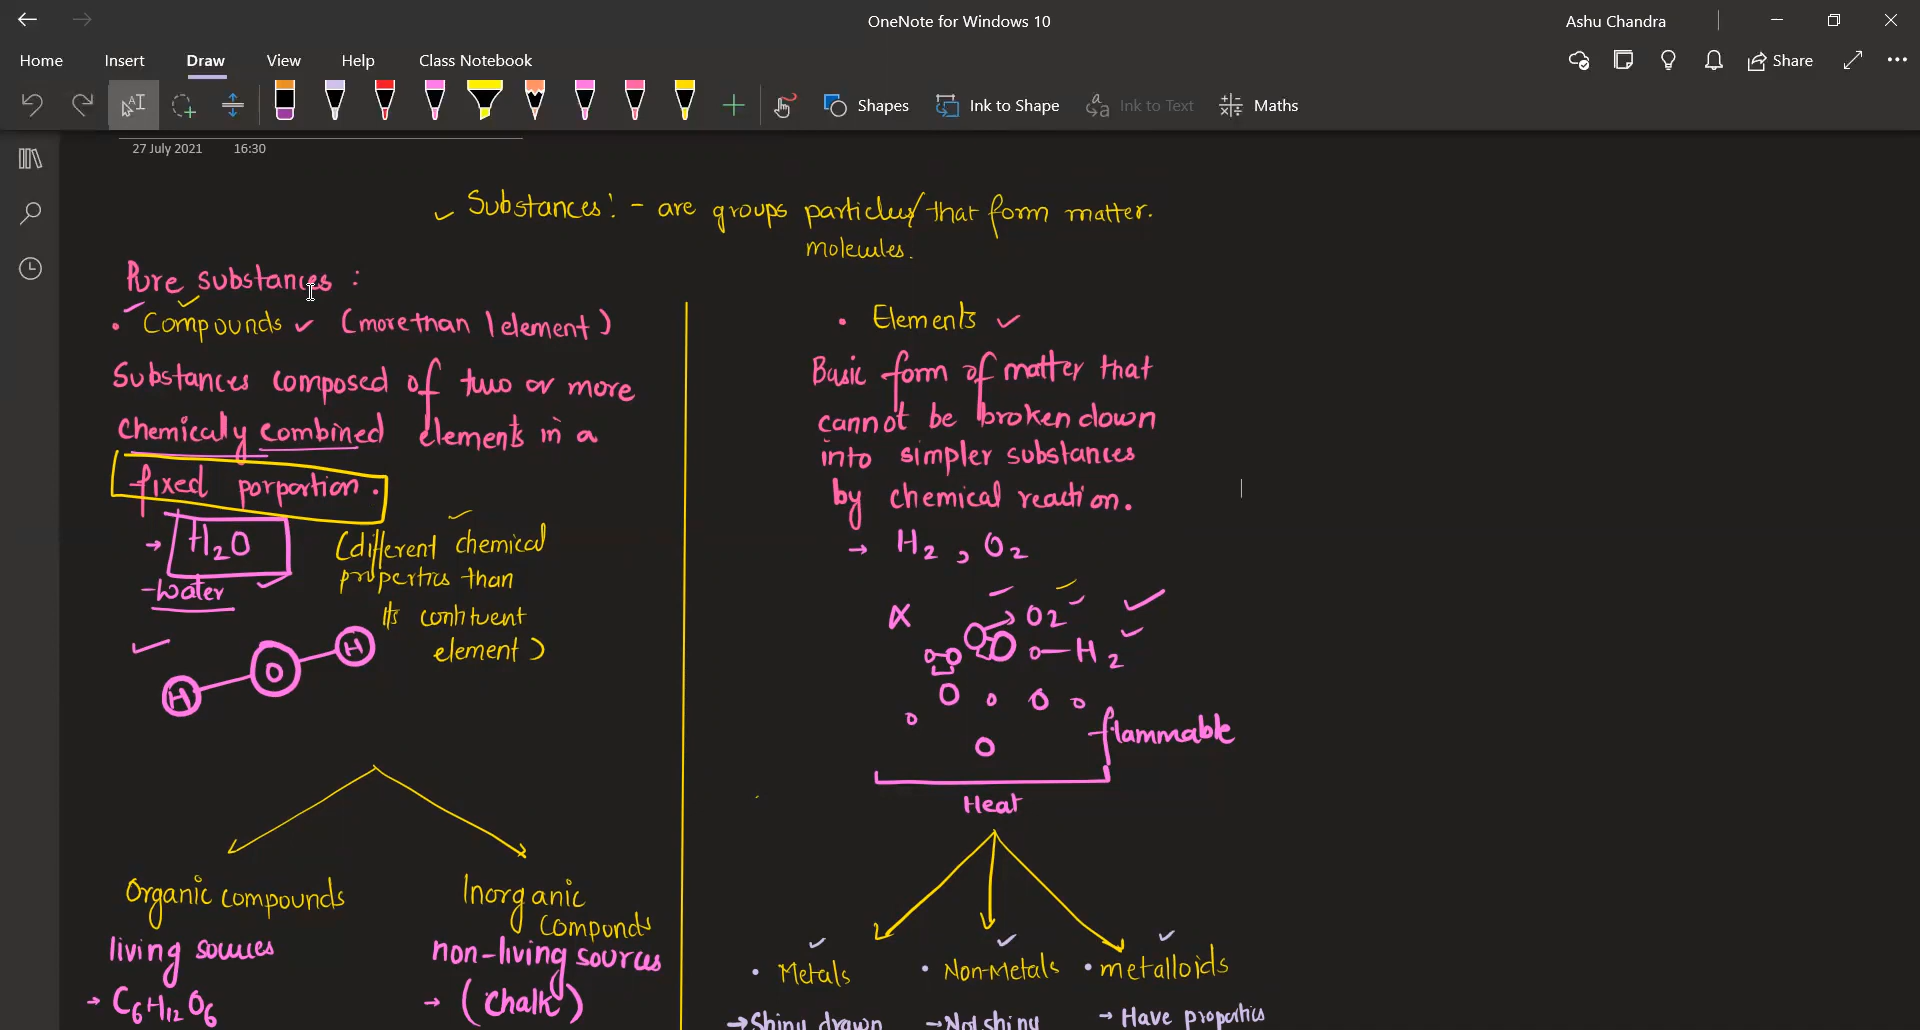 OneNote for Windows 10
Ashu Chandra
Home Insert Draw View Help Class Notebook
Share
Shapes Ink to Shape Ink to Text Maths
27 July 2021 16:30
Substances : - are groups particles/ that form matter.
molecules.
Pure substances :
• Compounds (more than 1 element)
Substances composed of two or more
chemically combined elements in a
fixed porportion.
→ H2O
- Water
(different chemical
properties than
its contituent
element)
H O H
Organic compounds
living sources
→ C6H12O6
Inorganic
compounds
non-living sources
→ (chalk)
• Elements
Basic form of matter that
cannot be broken down
into simpler substances
by chemical reaction.
→ H2 , O2
O2
H2
flammable
Heat
• Metals
→ Shiny drawn
• Non-Metals
→ Not shiny
• metalloids
→ Have properties